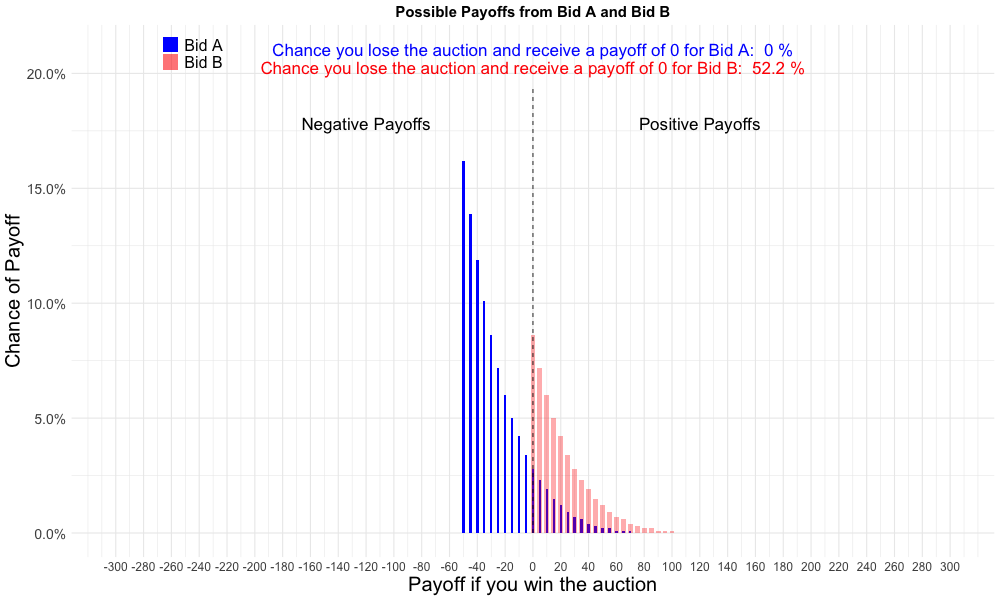 Possible Payoffs from Bid A and Bid B
Bid A
Bid B
Chance you lose the auction and receive a payoff of 0 for Bid A:  0 %
Chance you lose the auction and receive a payoff of 0 for Bid B:  52.2 %
Negative Payoffs
Positive Payoffs
Chance of Payoff
20.0%
15.0%
10.0%
5.0%
0.0%
-300 -280 -260 -240 -220 -200 -180 -160 -140 -120 -100 -80 -60 -40 -20 0 20 40 60 80 100 120 140 160 180 200 220 240 260 280 300
Payoff if you win the auction